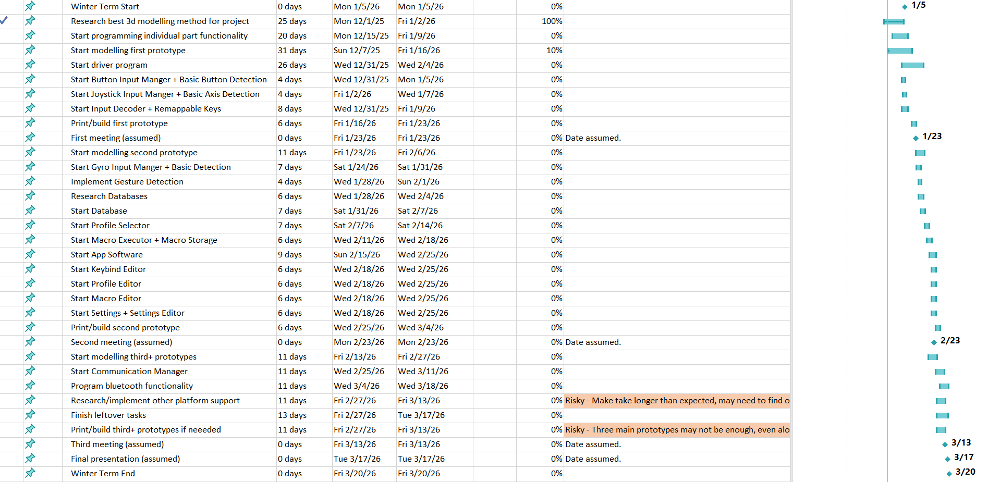 Winter Term Start 0 days Mon 1/5/26 Mon 1/5/26 0% 1/5
Research best 3d modelling method for project 25 days Mon 12/1/25 Fri 1/2/26 100%
Start programming individual part functionality 20 days Mon 12/15/25 Fri 1/9/26 0%
Start modelling first prototype 31 days Sun 12/7/25 Fri 1/16/26 10%
Start driver program 26 days Wed 12/31/25 Wed 2/4/26 0%
Start Button Input Manger + Basic Button Detection 4 days Wed 12/31/25 Mon 1/5/26 0%
Start Joystick Input Manger + Basic Axis Detection 4 days Fri 1/2/26 Wed 1/7/26 0%
Start Input Decoder + Remappable Keys 8 days Wed 12/31/25 Fri 1/9/26 0%
Print/build first prototype 6 days Fri 1/16/26 Fri 1/23/26 0%
First meeting (assumed) 0 days Fri 1/23/26 Fri 1/23/26 0% Date assumed. 1/23
Start modelling second prototype 11 days Fri 1/23/26 Fri 2/6/26 0%
Start Gyro Input Manger + Basic Detection 7 days Sat 1/24/26 Sat 1/31/26 0%
Implement Gesture Detection 4 days Wed 1/28/26 Sun 2/1/26 0%
Research Databases 6 days Wed 1/28/26 Wed 2/4/26 0%
Start Database 7 days Sat 1/31/26 Sat 2/7/26 0%
Start Profile Selector 7 days Sat 2/7/26 Sat 2/14/26 0%
Start Macro Executor + Macro Storage 6 days Wed 2/11/26 Wed 2/18/26 0%
Start App Software 9 days Sun 2/15/26 Wed 2/25/26 0%
Start Keybind Editor 6 days Wed 2/18/26 Wed 2/25/26 0%
Start Profile Editor 6 days Wed 2/18/26 Wed 2/25/26 0%
Start Macro Editor 6 days Wed 2/18/26 Wed 2/25/26 0%
Start Settings + Settings Editor 6 days Wed 2/18/26 Wed 2/25/26 0%
Print/build second prototype 6 days Wed 2/25/26 Wed 3/4/26 0%
Second meeting (assumed) 0 days Mon 2/23/26 Mon 2/23/26 0% Date assumed. 2/23
Start modelling third+ prototypes 11 days Fri 2/13/26 Fri 2/27/26 0%
Start Communication Manager 11 days Wed 2/25/26 Wed 3/11/26 0%
Program bluetooth functionality 11 days Wed 3/4/26 Wed 3/18/26 0%
Research/implement other platform support 11 days Fri 2/27/26 Fri 3/13/26 0% Risky - Make take longer than expected, may need to find o
Finish leftover tasks 13 days Fri 2/27/26 Tue 3/17/26 0%
Print/build third+ prototypes if neeeded 11 days Fri 2/27/26 Fri 3/13/26 0% Risky - Three main prototypes may not be enough, even alo
Third meeting (assumed) 0 days Fri 3/13/26 Fri 3/13/26 0% Date assumed. 3/13
Final presentation (assumed) 0 days Tue 3/17/26 Tue 3/17/26 0% Date assumed. 3/17
Winter Term End 0 days Fri 3/20/26 Fri 3/20/26 0% 3/20